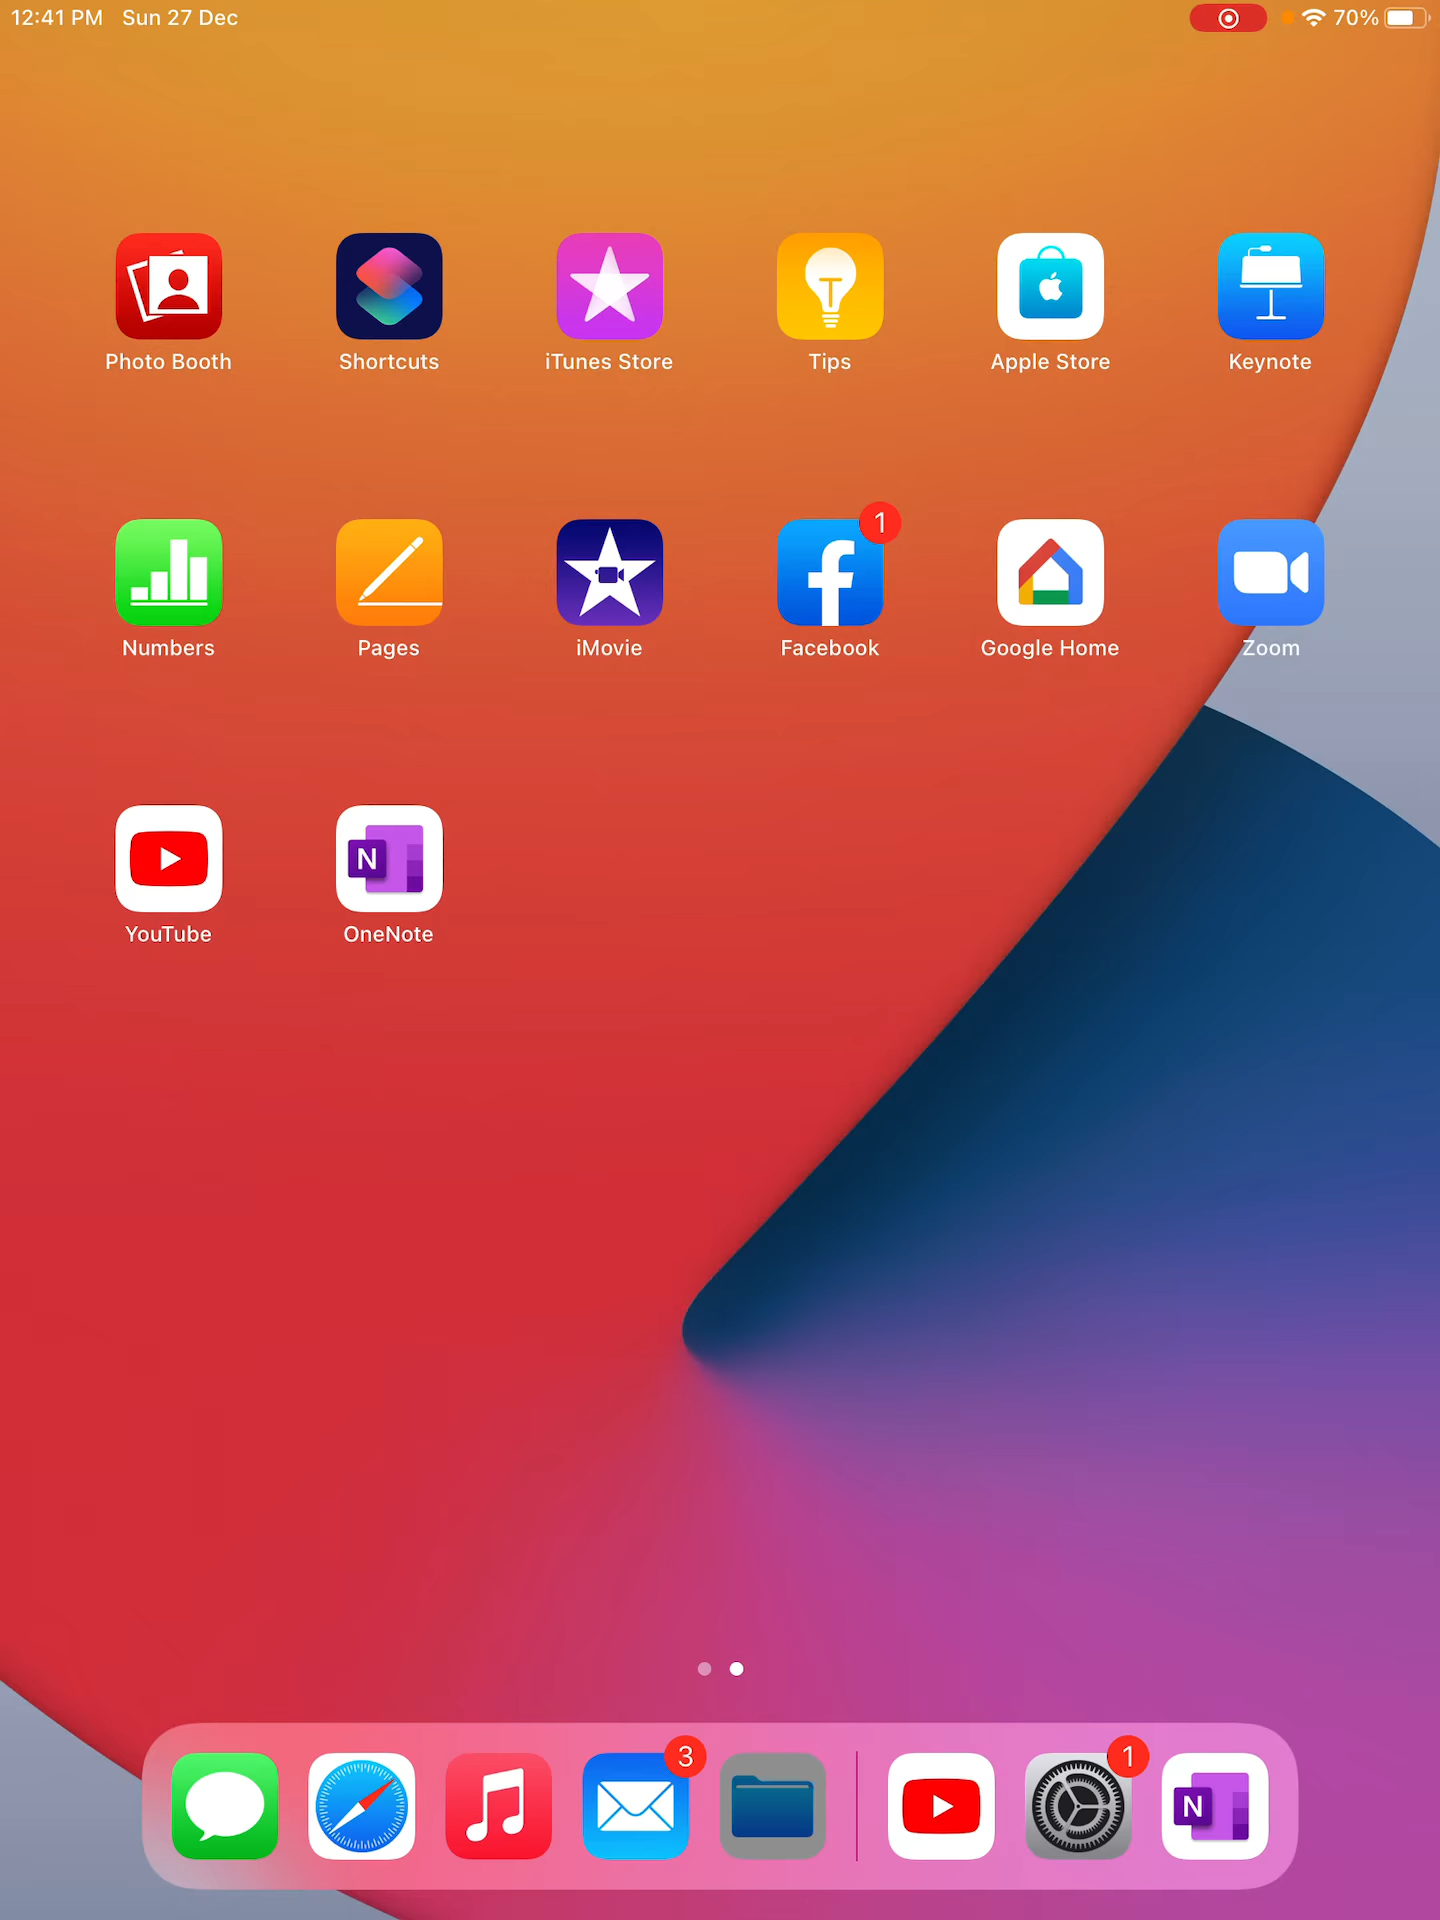 12:41 PM Sun 27 Dec 70%
Photo Booth Shortcuts iTunes Store Tips Apple Store Keynote
1
Numbers Pages iMovie Facebook Google Home Zoom
N
YouTube OneNote
3 1
N